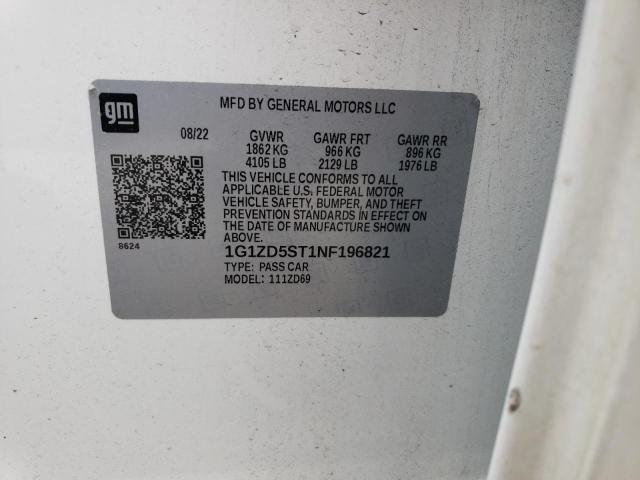 gm
MFD BY GENERAL MOTORS LLC
08/22 GVWR GAWR FRT GAWR RR
1862 KG 966 KG 896 KG
4105 LB 2129 LB 1976 LB
THIS VEHICLE CONFORMS TO ALL
APPLICABLE U.S. FEDERAL MOTOR
VEHICLE SAFETY, BUMPER, AND THEFT
PREVENTION STANDARDS IN EFFECT ON
THE DATE OF MANUFACTURE SHOWN
ABOVE.
8624
1G1ZD5ST1NF196821
TYPE: PASS CAR
MODEL: 111ZD69